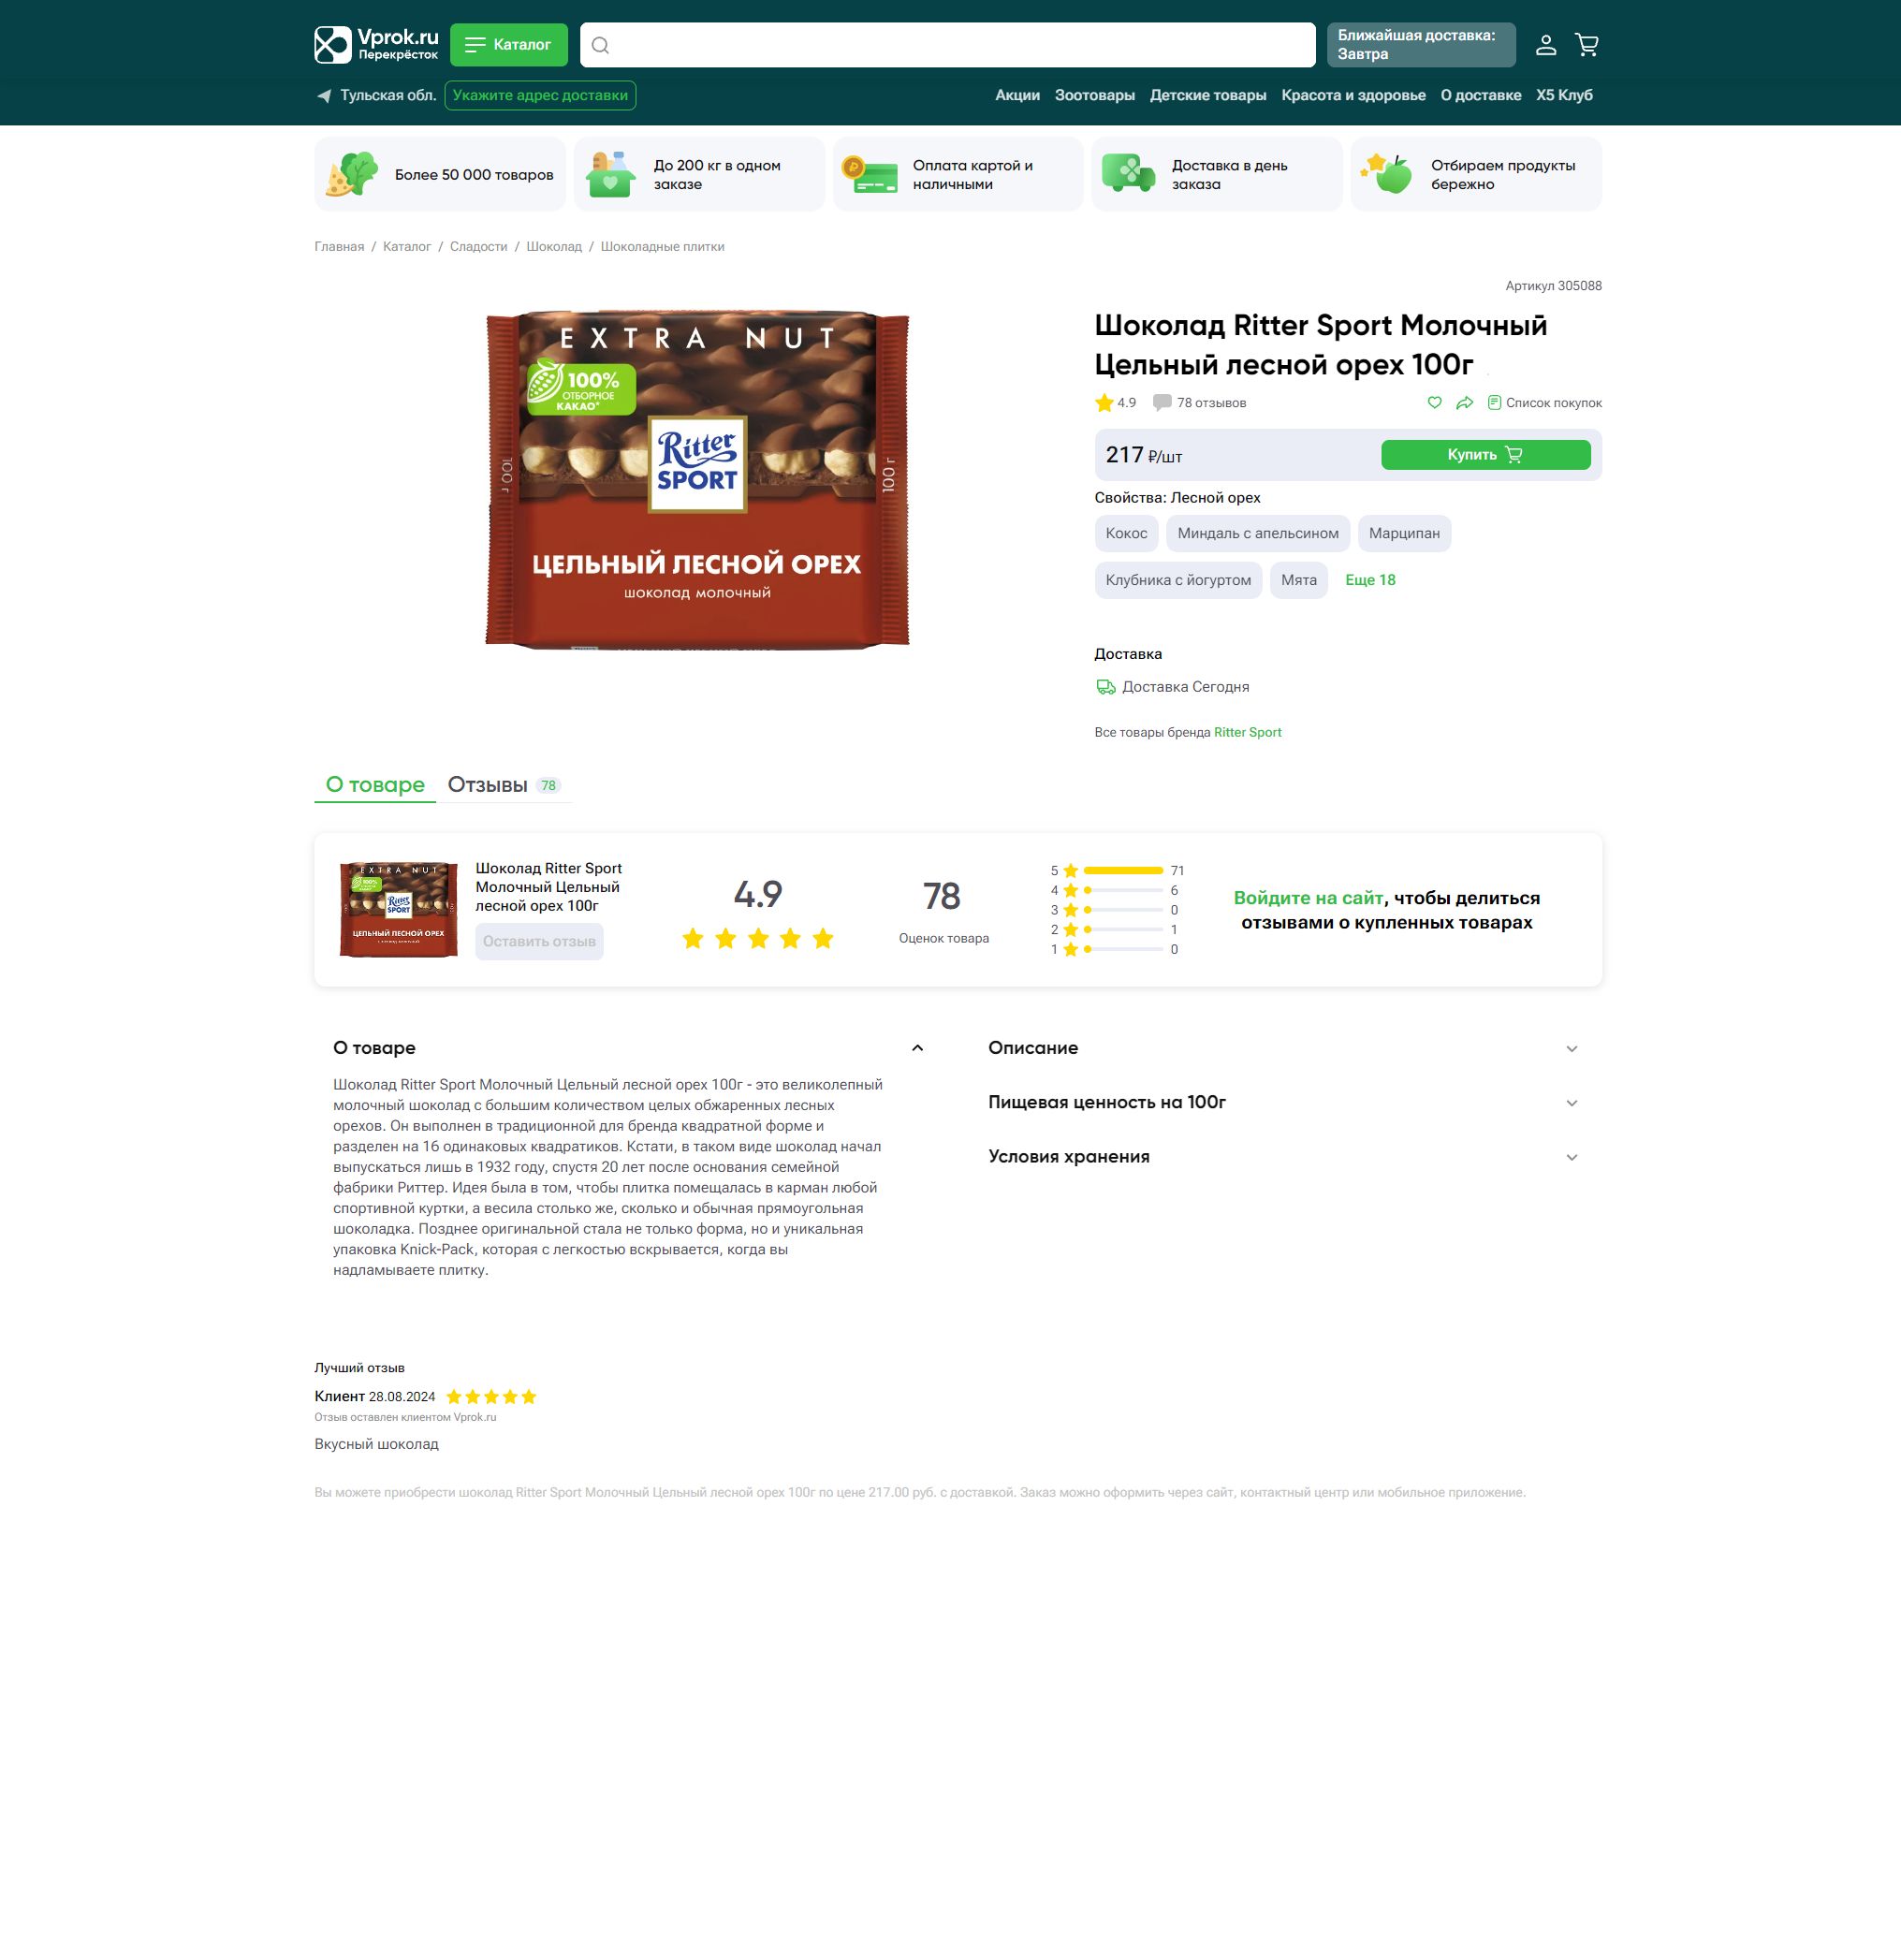 Vprok.ru
Перекрёсток
Каталог
Ближайшая доставка:
Завтра
Тульская обл.
Укажите адрес доставки
Акции
Зоотовары
Детские товары
Красота и здоровье
О доставке
X5 Клуб
Более 50 000 товаров
До 200 кг в одном
заказе
Оплата картой и
наличными
Доставка в день
заказа
Отбираем продукты
бережно
Главная / Каталог / Сладости / Шоколад / Шоколадные плитки
Артикул 305088
EXTRA NUT
100%
ОТБОРНОЕ
КАКАО*
Ritter
SPORT
100 г
100 г
ЦЕЛЬНЫЙ ЛЕСНОЙ ОРЕХ
шоколад молочный
Шоколад Ritter Sport Молочный
Цельный лесной орех 100г
4.9
78 отзывов
Список покупок
217 ₽/шт
Купить
Свойства: Лесной орех
Кокос
Миндаль с апельсином
Марципан
Клубника с йогуртом
Мята
Еще 18
Доставка
Доставка Сегодня
Все товары бренда Ritter Sport
О товаре
Отзывы 78
EXTRA NUT
100%
Ritter
SPORT
ЦЕЛЬНЫЙ ЛЕСНОЙ ОРЕХ
Шоколад Ritter Sport
Молочный Цельный
лесной орех 100г
Оставить отзыв
4.9
78
Оценок товара
5 71
4 6
3 0
2 1
1 0
Войдите на сайт, чтобы делиться
отзывами о купленных товарах
О товаре
Шоколад Ritter Sport Молочный Цельный лесной орех 100г - это великолепный
молочный шоколад с большим количеством целых обжаренных лесных
орехов. Он выполнен в традиционной для бренда квадратной форме и
разделен на 16 одинаковых квадратиков. Кстати, в таком виде шоколад начал
выпускаться лишь в 1932 году, спустя 20 лет после основания семейной
фабрики Риттер. Идея была в том, чтобы плитка помещалась в карман любой
спортивной куртки, а весила столько же, сколько и обычная прямоугольная
шоколадка. Позднее оригинальной стала не только форма, но и уникальная
упаковка Knick-Pack, которая с легкостью вскрывается, когда вы
надламываете плитку.
Описание
Пищевая ценность на 100г
Условия хранения
Лучший отзыв
Клиент 28.08.2024
Отзыв оставлен клиентом Vprok.ru
Вкусный шоколад
Вы можете приобрести шоколад Ritter Sport Молочный Цельный лесной орех 100г по цене 217.00 руб. с доставкой. Заказ можно оформить через сайт, контактный центр или мобильное приложение.